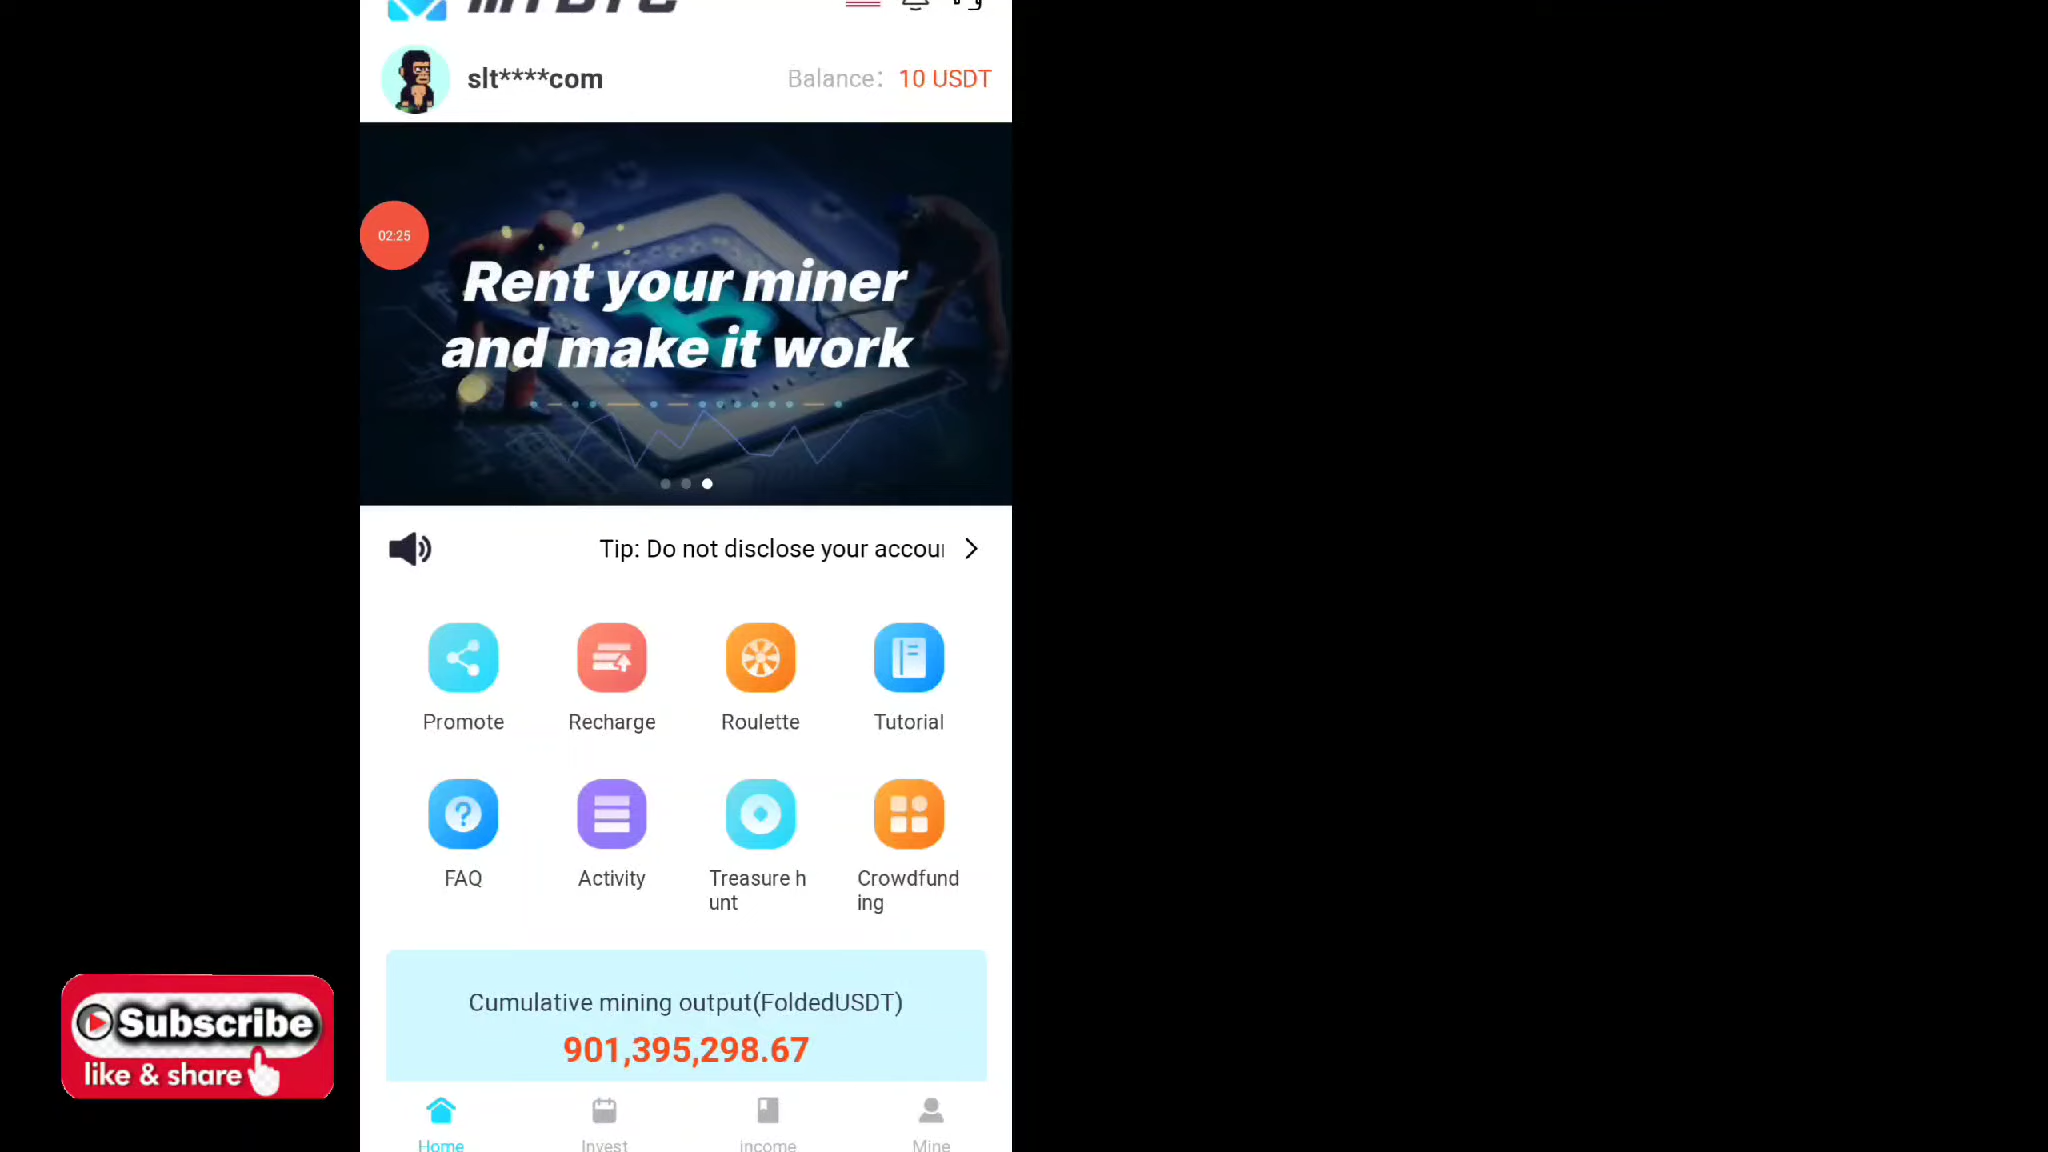 slt****com
Balance: 10 USDT
02:25
Rent your miner
and make it work
Tip: Do not disclose your accour
Promote
Recharge
Roulette
Tutorial
FAQ
Activity
Treasure h
unt
Crowdfund
ing
Cumulative mining output(FoldedUSDT)
901,395,298.67
Subscribe
like & share
Home
Invest
income
Mine